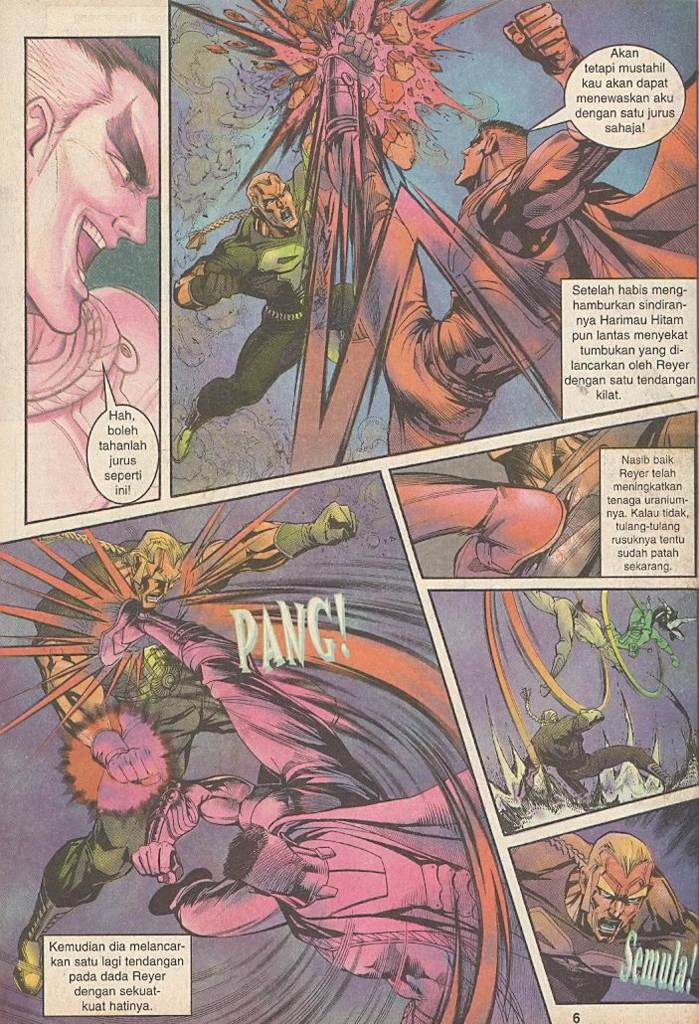 Hah,
boleh
tahanlah
jurus
seperti
ini!
Akan
tetapi mustahil
kau akan dapat
menewaskan aku
dengan satu jurus
sahaja!
Setelah habis meng-
hamburkan sindiran-
nya Harimau Hitam
pun lantas menyekat
tumbukan yang di-
lancarkan oleh Reyer
dengan satu tendangan
kilat.
Nasib baik
Reyer telah
meningkatkan
tenaga uranium-
nya. Kalau tidak,
tulang-tulang
rusuknya tentu
sudah patah
sekarang.
PANG!
Kemudian dia melancar-
kan satu lagi tendangan
pada dada Reyer
dengan sekuat-
kuat hatinya.
Semula!
6